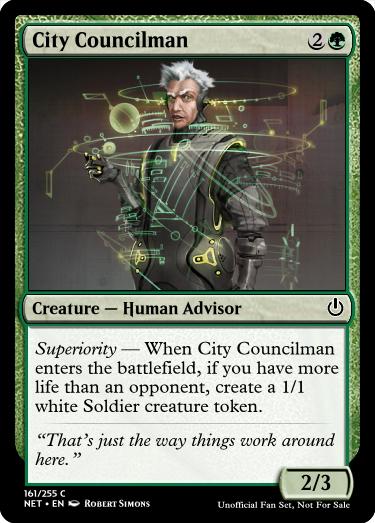 City Councilman 2
Creature — Human Advisor
Superiority — When City Councilman
enters the battlefield, if you have more
life than an opponent, create a 1/1
white Soldier creature token.
“That’s just the way things work around
here.”
2/3
161/255 C
NET • EN Robert Simons
Unofficial Fan Set, Not For Sale